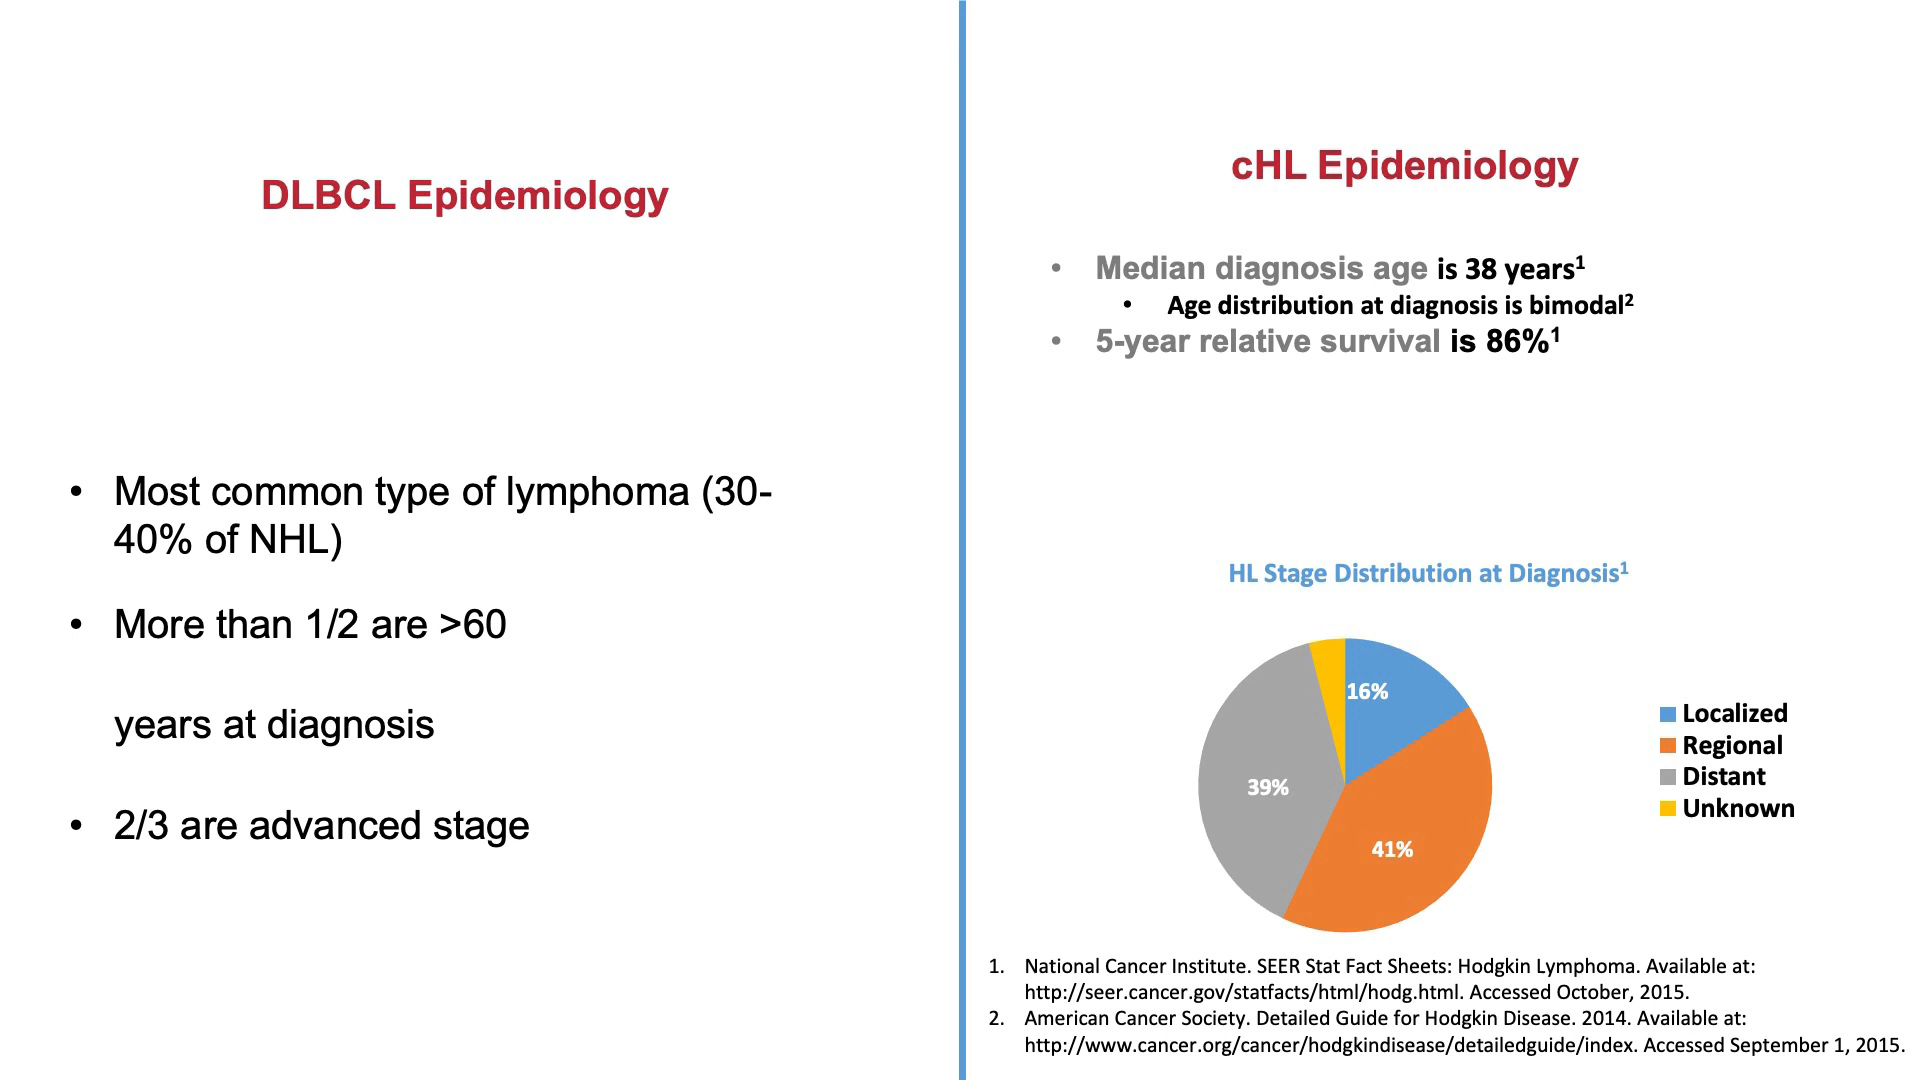 DLBCL Epidemiology
• Most common type of lymphoma (30-
40% of NHL)
• More than 1/2 are >60
years at diagnosis
• 2/3 are advanced stage
cHL Epidemiology
• Median diagnosis age is 38 years¹
• Age distribution at diagnosis is bimodal²
• 5-year relative survival is 86%¹
HL Stage Distribution at Diagnosis¹
16%
39%
41%
Localized
Regional
Distant
Unknown
1. National Cancer Institute. SEER Stat Fact Sheets: Hodgkin Lymphoma. Available at:
http://seer.cancer.gov/statfacts/html/hodg.html. Accessed October, 2015.
2. American Cancer Society. Detailed Guide for Hodgkin Disease. 2014. Available at:
http://www.cancer.org/cancer/hodgkindisease/detailedguide/index. Accessed September 1, 2015.